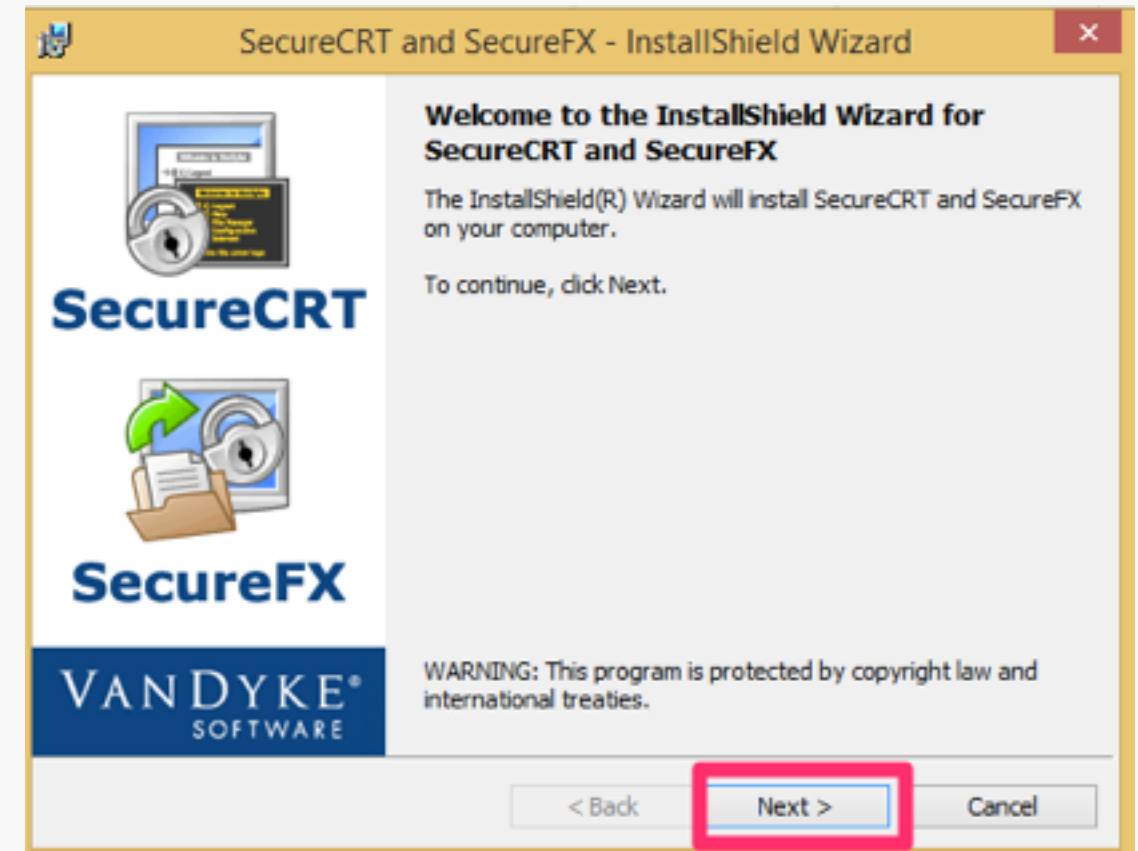 SecureCRT and SecureFX - InstallShield Wizard
Welcome to the InstallShield Wizard for
SecureCRT and SecureFX
The InstallShield(R) Wizard will install SecureCRT and SecureFX
on your computer.
To continue, click Next.
SecureCRT
SecureFX
VANDYKE®
SOFTWARE
WARNING: This program is protected by copyright law and
international treaties.
< Back
Next >
Cancel